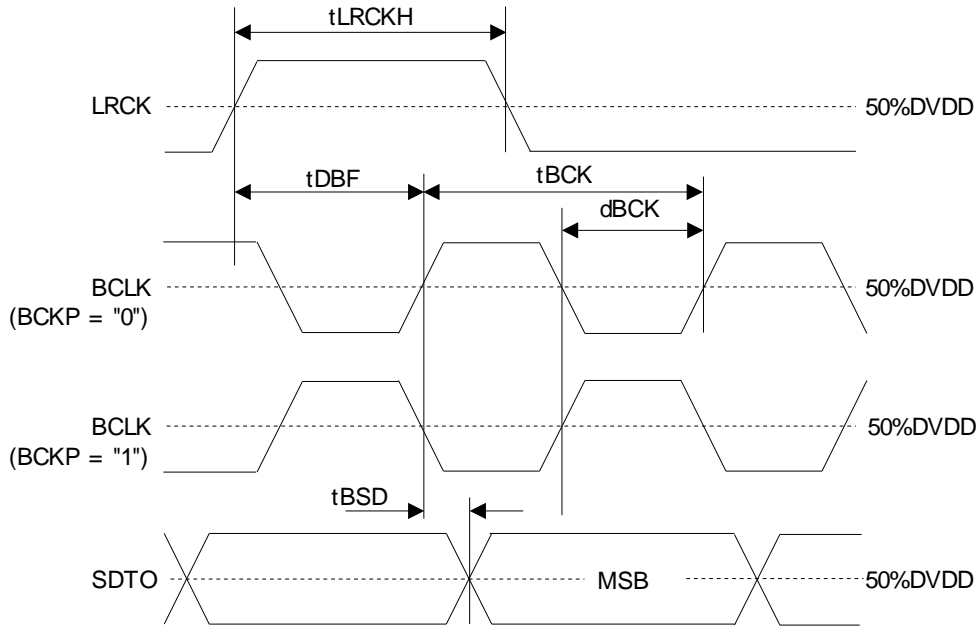 tLRCKH
LRCK 50%DVDD
tDBF tBCK
dBCK
BCLK 50%DVDD
(BCKP = "0")
BCLK 50%DVDD
(BCKP = "1")
tBSD
SDTO MSB 50%DVDD